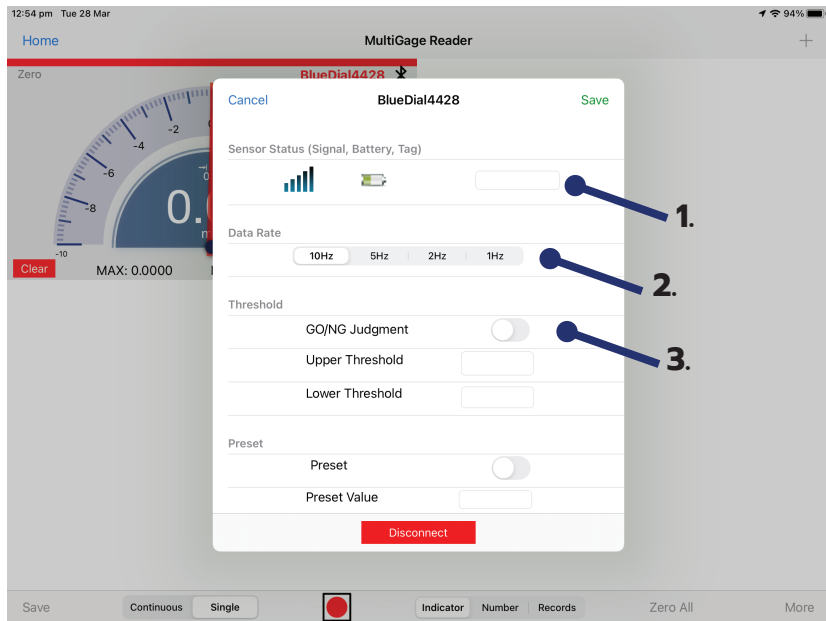 12:54 pm Tue 28 Mar 94%
Home MultiGage Reader
Zero BlueDial4428
Cancel BlueDial4428 Save
Sensor Status (Signal, Battery, Tag)
1.
Data Rate
10Hz 5Hz 2Hz 1Hz
2.
Threshold
GO/NG Judgment
3.
Upper Threshold
Lower Threshold
Preset
Preset
Preset Value
Disconnect
-2
-4
-6
-8
-10
0.
Clear MAX: 0.0000
Save Continuous Single Indicator Number Records Zero All More